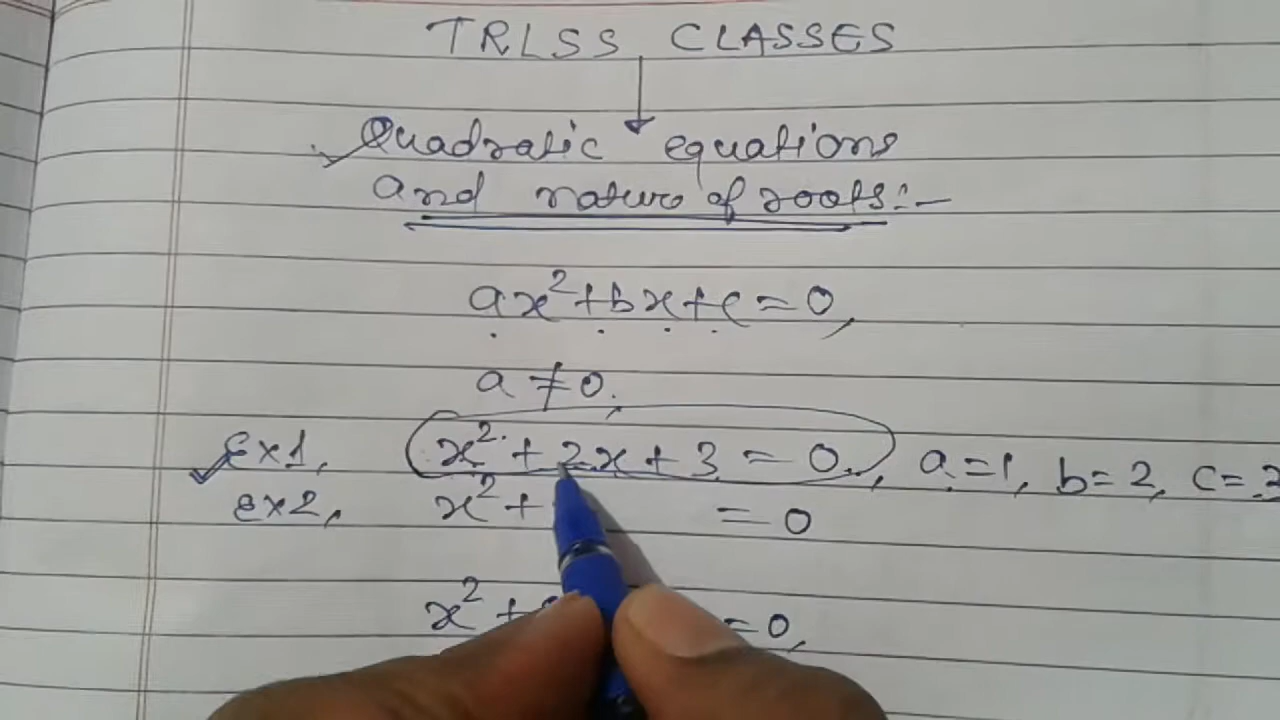 TRLSS CLASSES
Quadratic equations
and nature of roots:-
ax²+bx+c=0,
a≠0,
Ex1, x²+2x+3=0, a=1, b=2, c=3
Ex2, x²+ =0
x²+ =0,